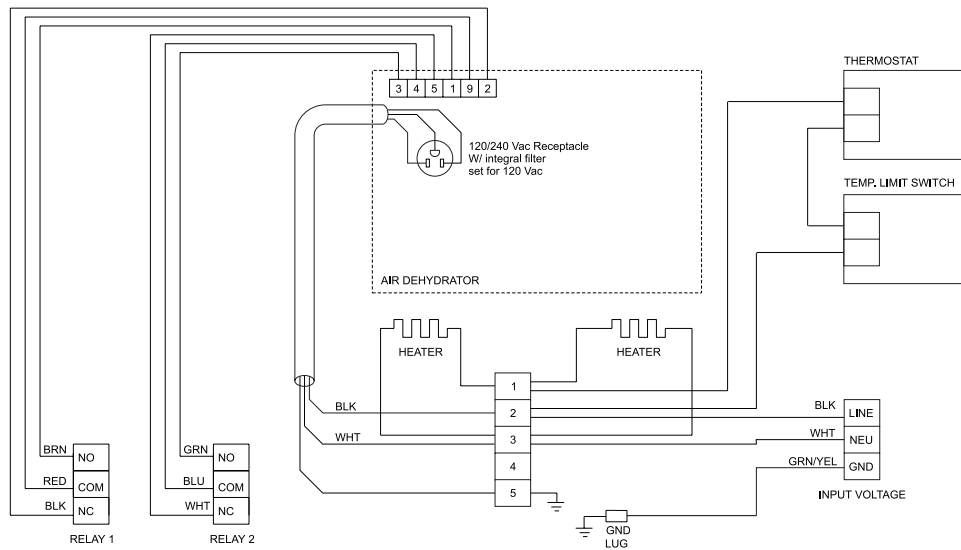 THERMOSTAT
3 4 5 1 9 2
120/240 Vac Receptacle
W/ integral filter
set for 120 Vac
TEMP. LIMIT SWITCH
AIR DEHYDRATOR
HEATER
HEATER
1
2
3
4
5
BLK
WHT
BLK
LINE
WHT
NEU
GRN/YEL
GND
INPUT VOLTAGE
GND
LUG
BRN
NO
RED
COM
BLK
NC
RELAY 1
GRN
NO
BLU
COM
WHT
NC
RELAY 2